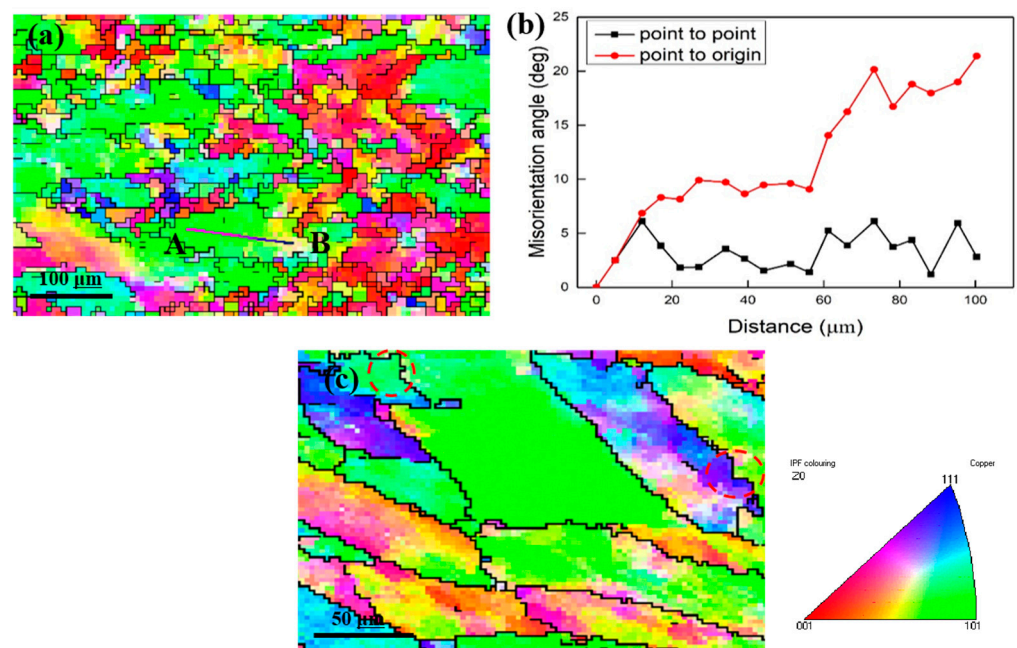 (a)
A
B
100 μm
(b)
25
20
15
10
5
0
Misorientation angle (deg)
point to point
point to origin
0
20
40
60
80
100
Distance (μm)
(c)
50 μm
IPF colouring
Z0
Copper
111
001
101